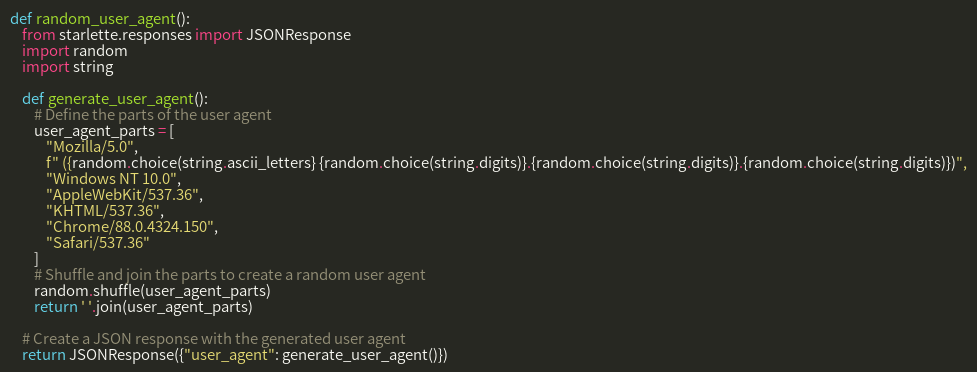 def random_user_agent():
from starlette.responses import JSONResponse
import random
import string
def generate_user_agent():
# Define the parts of the user agent
user_agent_parts = [
"Mozilla/5.0",
f" ({random.choice(string.ascii_letters} {random.choice(string.digits)}.{random.choice(string.digits)}.{random.choice(string.digits)})",
"Windows NT 10.0",
"AppleWebKit/537.36",
"KHTML/537.36",
"Chrome/88.0.4324.150",
"Safari/537.36"
]
# Shuffle and join the parts to create a random user agent
random.shuffle(user_agent_parts)
return ' '.join(user_agent_parts)
# Create a JSON response with the generated user agent
return JSONResponse({"user_agent": generate_user_agent()})